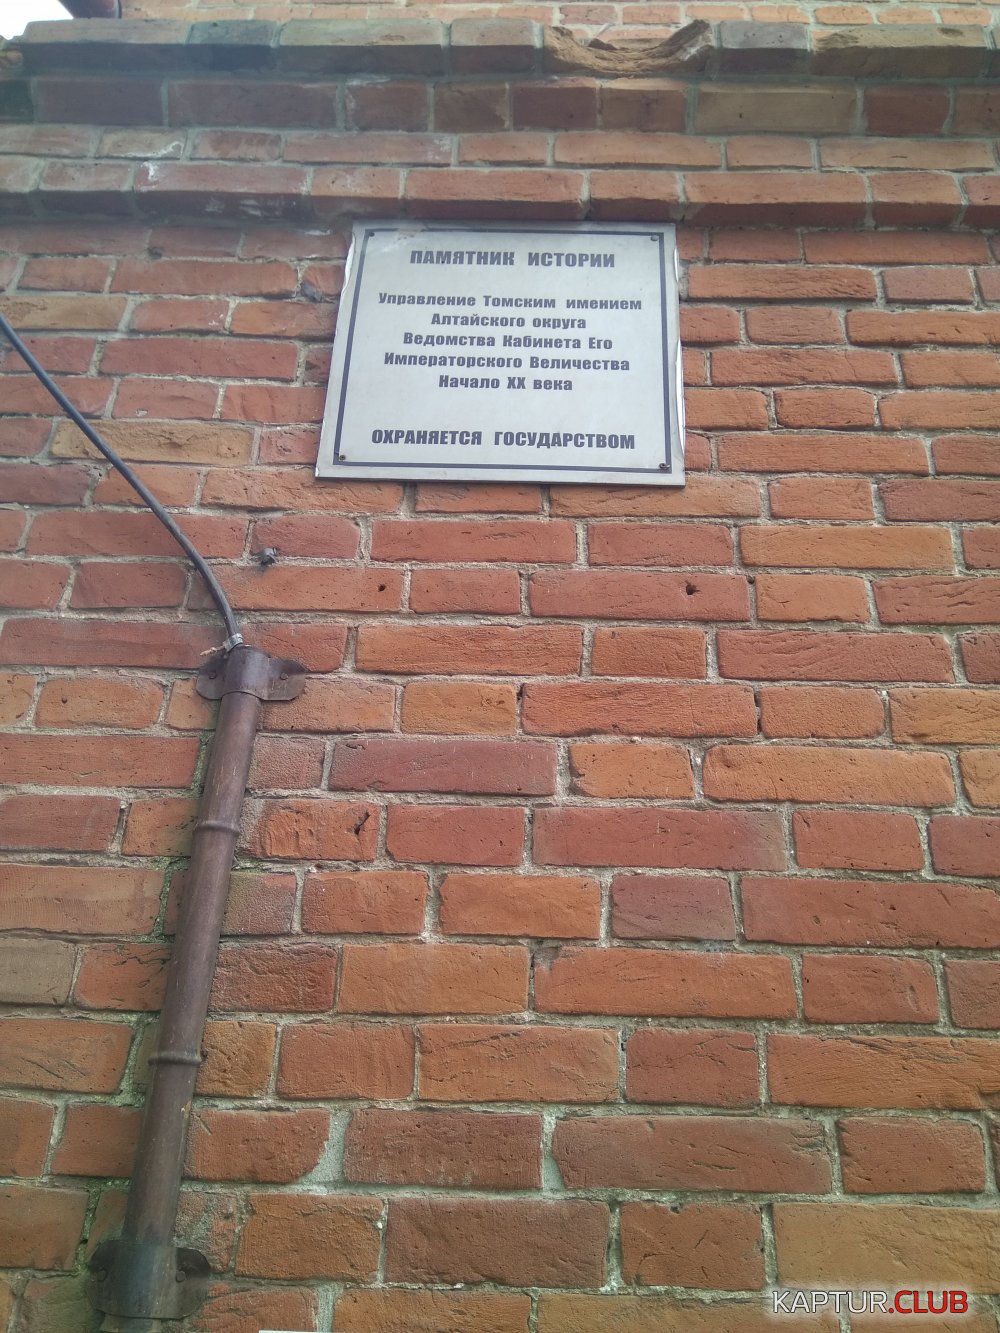 ПАМЯТНИК ИСТОРИИ
Управление Томским имением
Алтайского округа
Ведомства Кабинета Его
Императорского Величества
Начало XX века
ОХРАНЯЕТСЯ ГОСУДАРСТВОМ
KAPTUR.CLUB